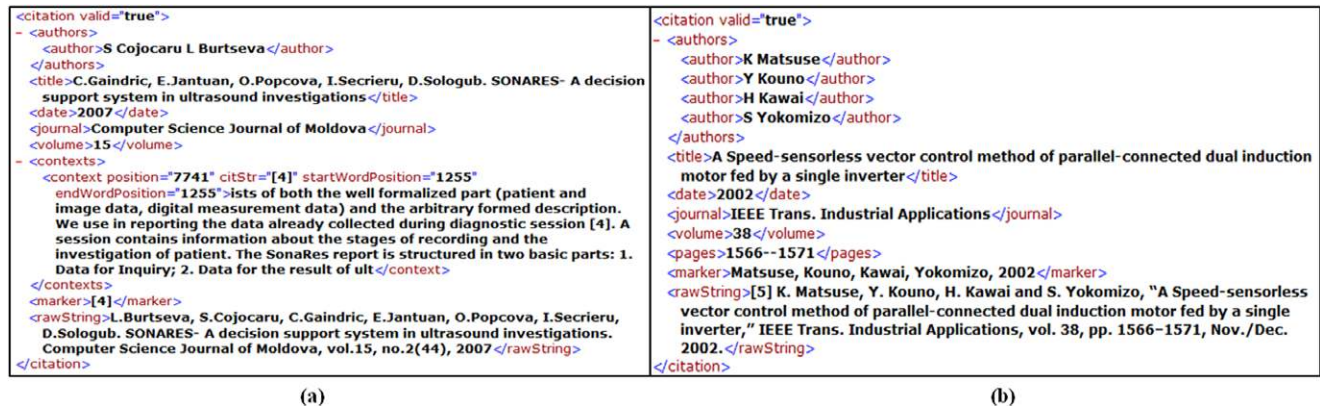 <citation valid="true">
- <authors>
<author>S Cojocaru L Burtseva</author>
</authors>
<title>C.Gaindric, E.Jantuan, O.Popcova, I.Secrieru, D.Sologub. SONARES- A decision
support system in ultrasound investigations</title>
<date>2007</date>
<journal>Computer Science Journal of Moldova</journal>
<volume>15</volume>
- <contexts>
<context position="7741" citStr="[4]" startWordPosition="1255"
endWordPosition="1255">ists of both the well formalized part (patient and
image data, digital measurement data) and the arbitrary formed description.
We use in reporting the data already collected during diagnostic session [4]. A
session contains information about the stages of recording and the
investigation of patient. The SonaRes report is structured in two basic parts: 1.
Data for Inquiry; 2. Data for the result of ult</context>
</contexts>
<marker>[4]</marker>
<rawString>L.Burtseva, S.Cojocaru, C.Gaindric, E.Jantuan, O.Popcova, I.Secrieru,
D.Sologub. SONARES- A decision support system in ultrasound investigations.
Computer Science Journal of Moldova, vol.15, no.2(44), 2007</rawString>
</citation>
(a)
<citation valid="true">
- <authors>
<author>K Matsuse</author>
<author>Y Kouno</author>
<author>H Kawai</author>
<author>S Yokomizo</author>
</authors>
<title>A Speed-sensorless vector control method of parallel-connected dual induction
motor fed by a single inverter</title>
<date>2002</date>
<journal>IEEE Trans. Industrial Applications</journal>
<volume>38</volume>
<pages>1566--1571</pages>
<marker>Matsuse, Kouno, Kawai, Yokomizo, 2002</marker>
<rawString>[5] K. Matsuse, Y. Kouno, H. Kawai and S. Yokomizo, “A Speed-sensorless
vector control method of parallel-connected dual induction motor fed by a single
inverter,” IEEE Trans. Industrial Applications, vol. 38, pp. 1566–1571, Nov./Dec.
2002.</rawString>
</citation>
(b)